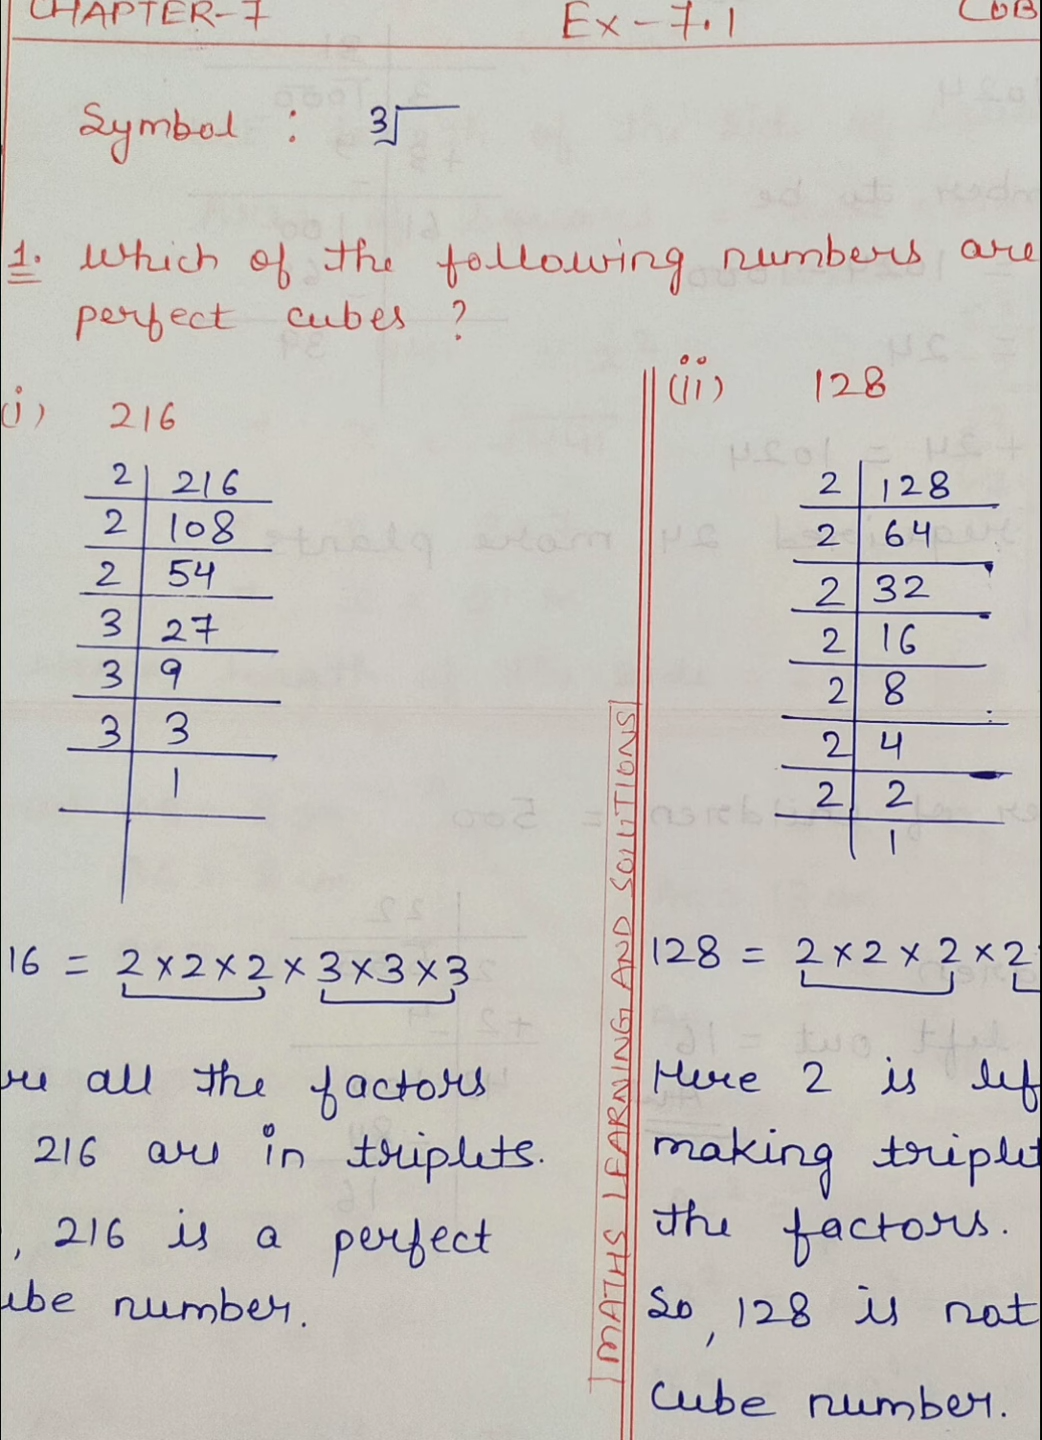 CHAPTER-7 Ex-7.1
Symbol : ∛
1. Which of the following numbers are
perfect cubes ?
(i) 216
2 | 216
2 | 108
2 | 54
3 | 27
3 | 9
3 | 3
1
16 = 2×2×2×3×3×3
all the factors
216 are in triplets.
, 216 is a perfect
number.
MATHS LEARNING AND SOLUTIONS
(ii) 128
2 | 128
2 | 64
2 | 32
2 | 16
2 | 8
2 | 4
2 | 2
1
128 = 2×2×2×2
Here 2 is
making triplet
the factors.
So, 128 is not
cube number.